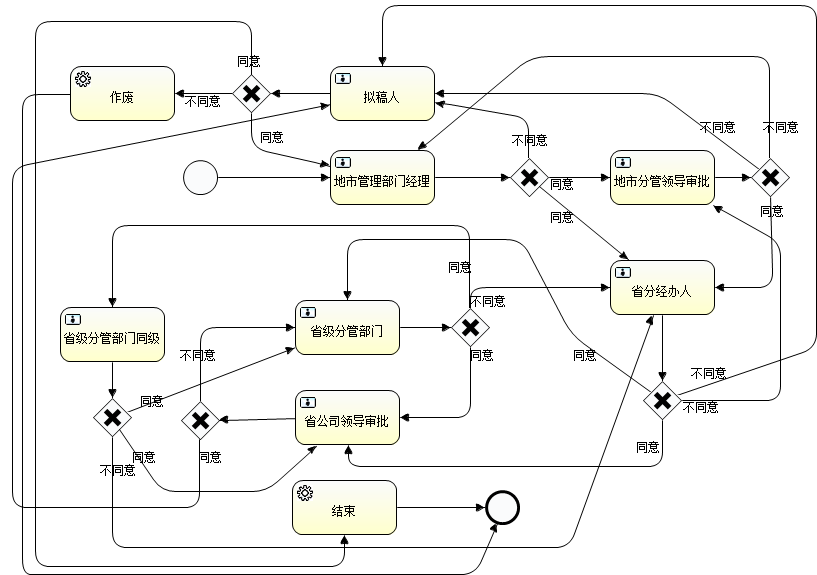 同意
作废
不同意
拟稿人
同意
不同意
不同意
不同意
地市管理部门经理
同意
地市分管领导审批
同意
同意
同意
省分经办人
不同意
省级分管部门同级
省级分管部门
不同意
同意
同意
不同意
不同意
同意
省公司领导审批
同意
同意
同意
不同意
结束